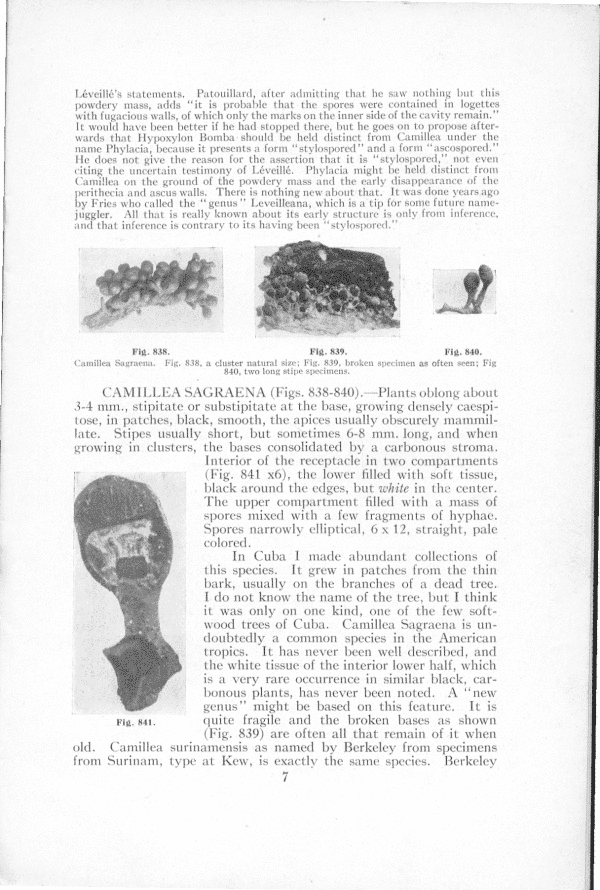 Léveillé's statements. Patouillard, after admitting that he saw nothing but this
powdery mass, adds "it is probable that the spores were contained in logettes
with fugacious walls, of which only the marks on the inner side of the cavity remain."
It would have been better if he had stopped there, but he goes on to propose after-
wards that Hypoxylon Bomba should be held distinct from Camillea under the
name Phylacia, because it presents a form "stylospored" and a form "ascospored."
He does not give the reason for the assertion that it is "stylospored," not even
citing the uncertain testimony of Léveillé. Phylacia might be held distinct from
Camillea on the ground of the powdery mass and the early disappearance of the
perithecia and ascus walls. There is nothing new about that. It was done years ago
by Fries who called the "genus" Leveilleana, which is a tip for some future name-
juggler. All that is really known about its early structure is only from inference,
and that inference is contrary to its having been "stylospored."
Fig. 838.
Fig. 839.
Fig. 840.
Camillea Sagraena. Fig. 838, a cluster natural size; Fig. 839, broken specimen as often seen; Fig
840, two long stipe specimens.
CAMILLEA SAGRAENA (Figs. 838-840).—Plants oblong about
3-4 mm., stipitate or substipitate at the base, growing densely caespi-
tose, in patches, black, smooth, the apices usually obscurely mammil-
late. Stipes usually short, but sometimes 6-8 mm. long, and when
growing in clusters, the bases consolidated by a carbonous stroma.
Interior of the receptacle in two compartments
(Fig. 841 x6), the lower filled with soft tissue,
black around the edges, but white in the center.
The upper compartment filled with a mass of
spores mixed with a few fragments of hyphae.
Spores narrowly elliptical, 6 x 12, straight, pale
colored.
In Cuba I made abundant collections of
this species. It grew in patches from the thin
bark, usually on the branches of a dead tree.
I do not know the name of the tree, but I think
it was only on one kind, one of the few soft-
wood trees of Cuba. Camillea Sagraena is un-
doubtedly a common species in the American
tropics. It has never been well described, and
the white tissue of the interior lower half, which
is a very rare occurrence in similar black, car-
bonous plants, has never been noted. A "new
genus" might be based on this feature. It is
quite fragile and the broken bases as shown
(Fig. 839) are often all that remain of it when
Fig. 841.
old. Camillea surinamensis as named by Berkeley from specimens
from Surinam, type at Kew, is exactly the same species. Berkeley
7